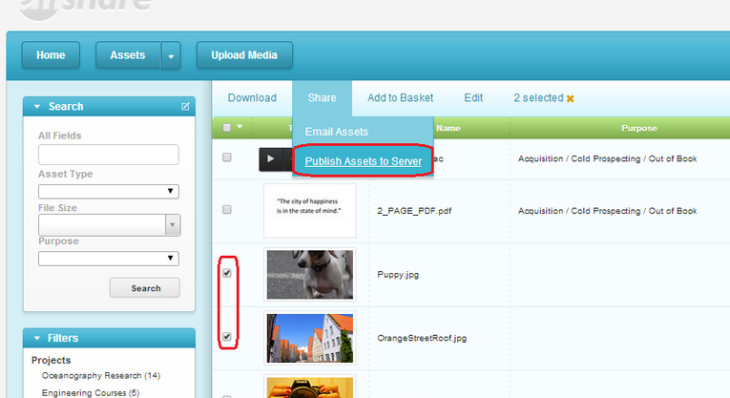 share
Home
Assets
Upload Media
Download
Share
Add to Basket
Edit
2 selected
Search
All Fields
Asset Type
File Size
Purpose
Search
Filters
Projects
Oceanography Research (14)
Engineering Courses (5)
Email Assets
Publish Assets to Server
Name
Purpose
Acquisition / Cold Prospecting / Out of Book
"The city of happiness
is in the state of mind."
2_PAGE_PDF.pdf
Acquisition / Cold Prospecting / Out of Book
Puppy.jpg
OrangeStreetRoof.jpg